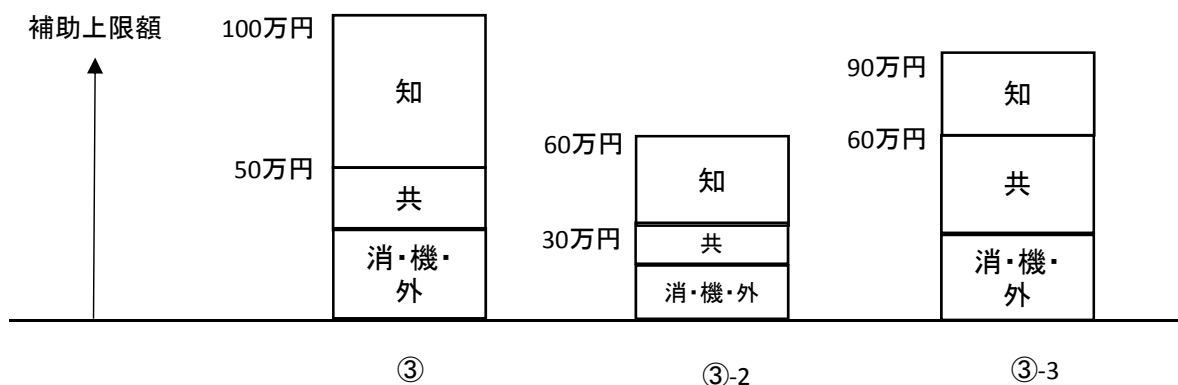 補助上限額
100万円
知
50万円
共
消・機・
外
③
60万円
知
30万円
共
消・機・外
③-2
90万円
知
60万円
共
消・機・
外
③-3